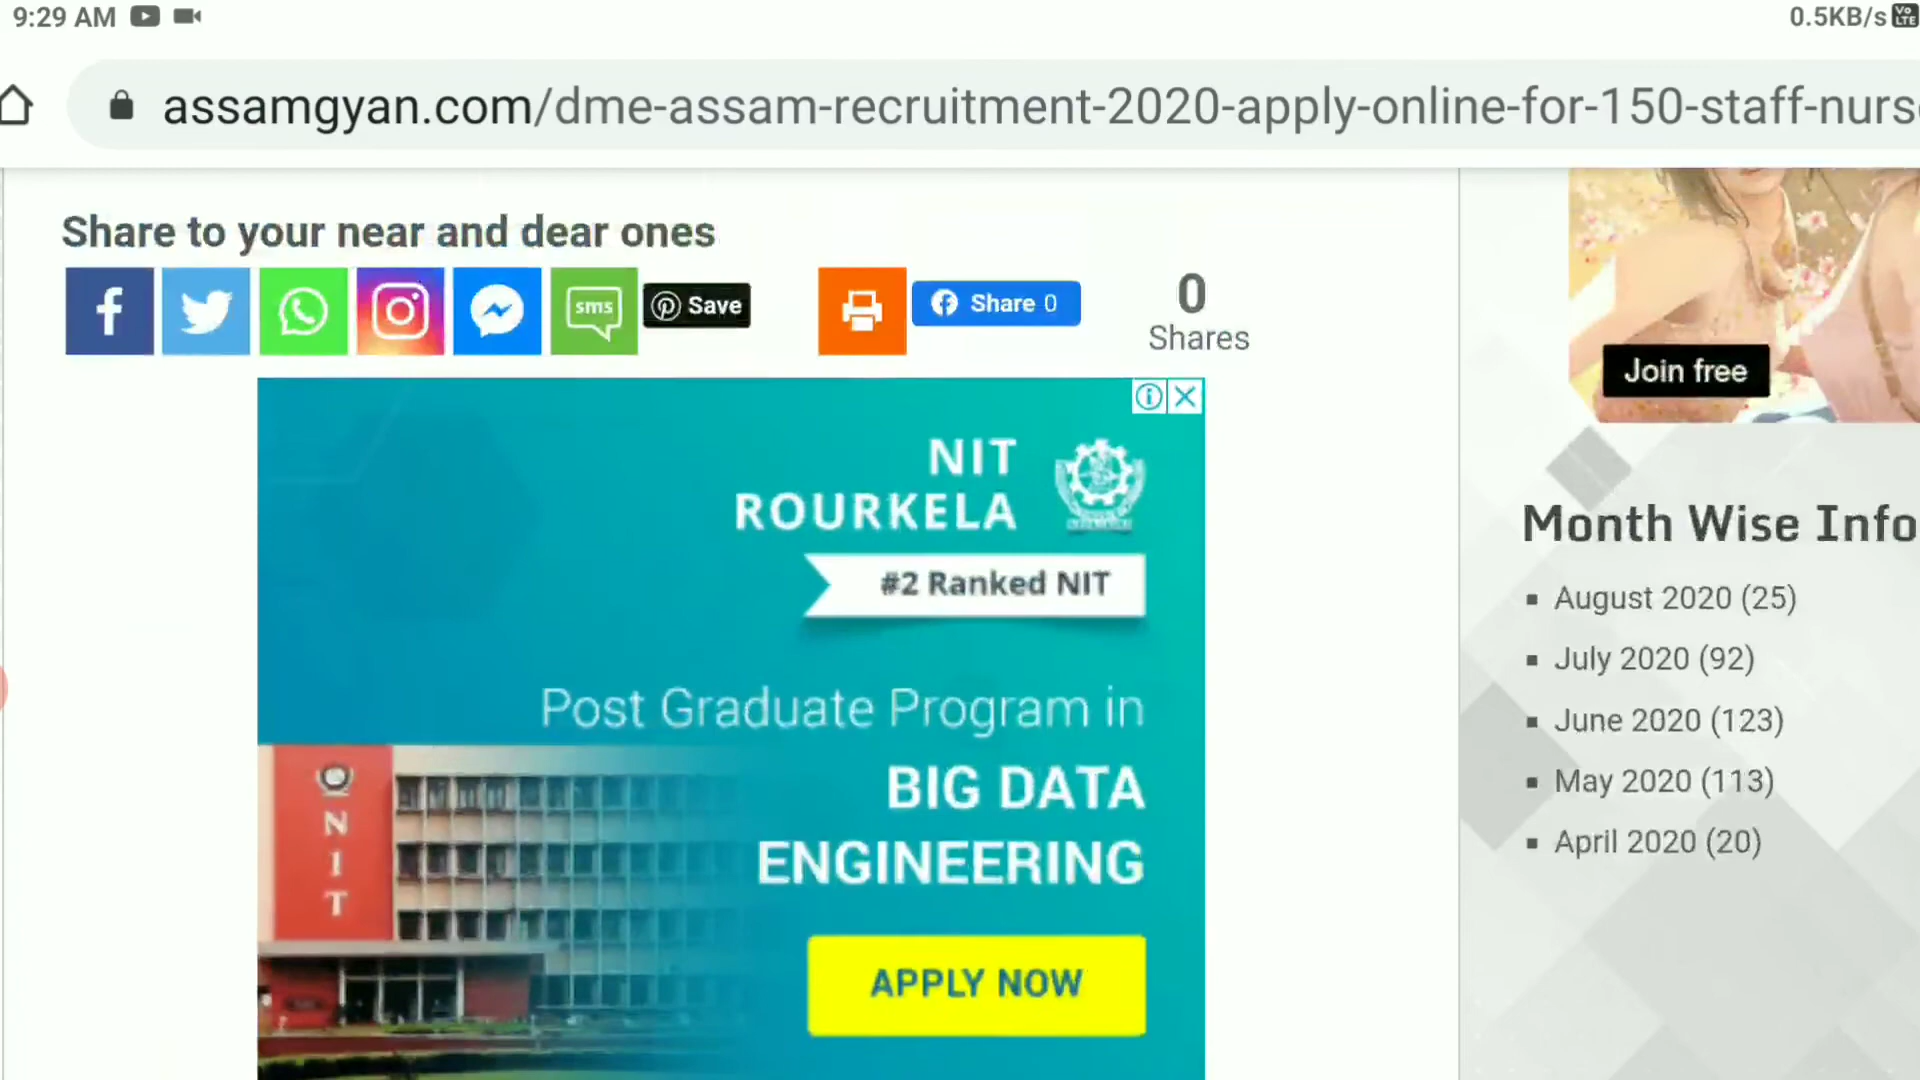 9:29 AM
0.5KB/s
Vo
LTE
assamgyan.com/dme-assam-recruitment-2020-apply-online-for-150-staff-nurs
Share to your near and dear ones
sms
Save
Share 0
0
Shares
Join free
NIT
ROURKELA
#2 Ranked NIT
Post Graduate Program in
BIG DATA
ENGINEERING
N
I
T
APPLY NOW
Month Wise Info
August 2020 (25)
July 2020 (92)
June 2020 (123)
May 2020 (113)
April 2020 (20)